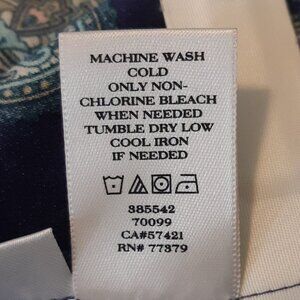 MACHINE WASH
COLD
ONLY NON-
CHLORINE BLEACH
WHEN NEEDED
TUMBLE DRY LOW
COOL IRON
IF NEEDED
385542
70099
CA#57421
RN# 77379